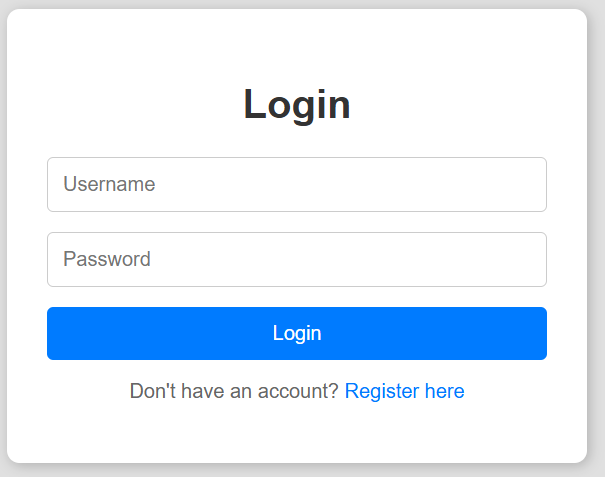 Login
Username
Password
Login
Don't have an account? Register here